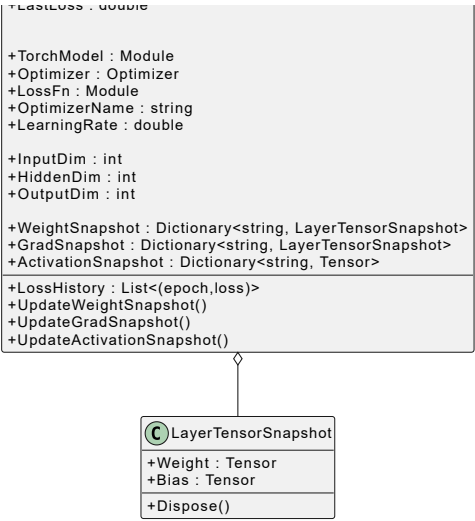 +LastLoss : double
+TorchModel : Module
+Optimizer : Optimizer
+LossFn : Module
+OptimizerName : string
+LearningRate : double
+InputDim : int
+HiddenDim : int
+OutputDim : int
+WeightSnapshot : Dictionary<string, LayerTensorSnapshot>
+GradSnapshot : Dictionary<string, LayerTensorSnapshot>
+ActivationSnapshot : Dictionary<string, Tensor>
+LossHistory : List<(epoch,loss)>
+UpdateWeightSnapshot()
+UpdateGradSnapshot()
+UpdateActivationSnapshot()
C LayerTensorSnapshot
+Weight : Tensor
+Bias : Tensor
+Dispose()